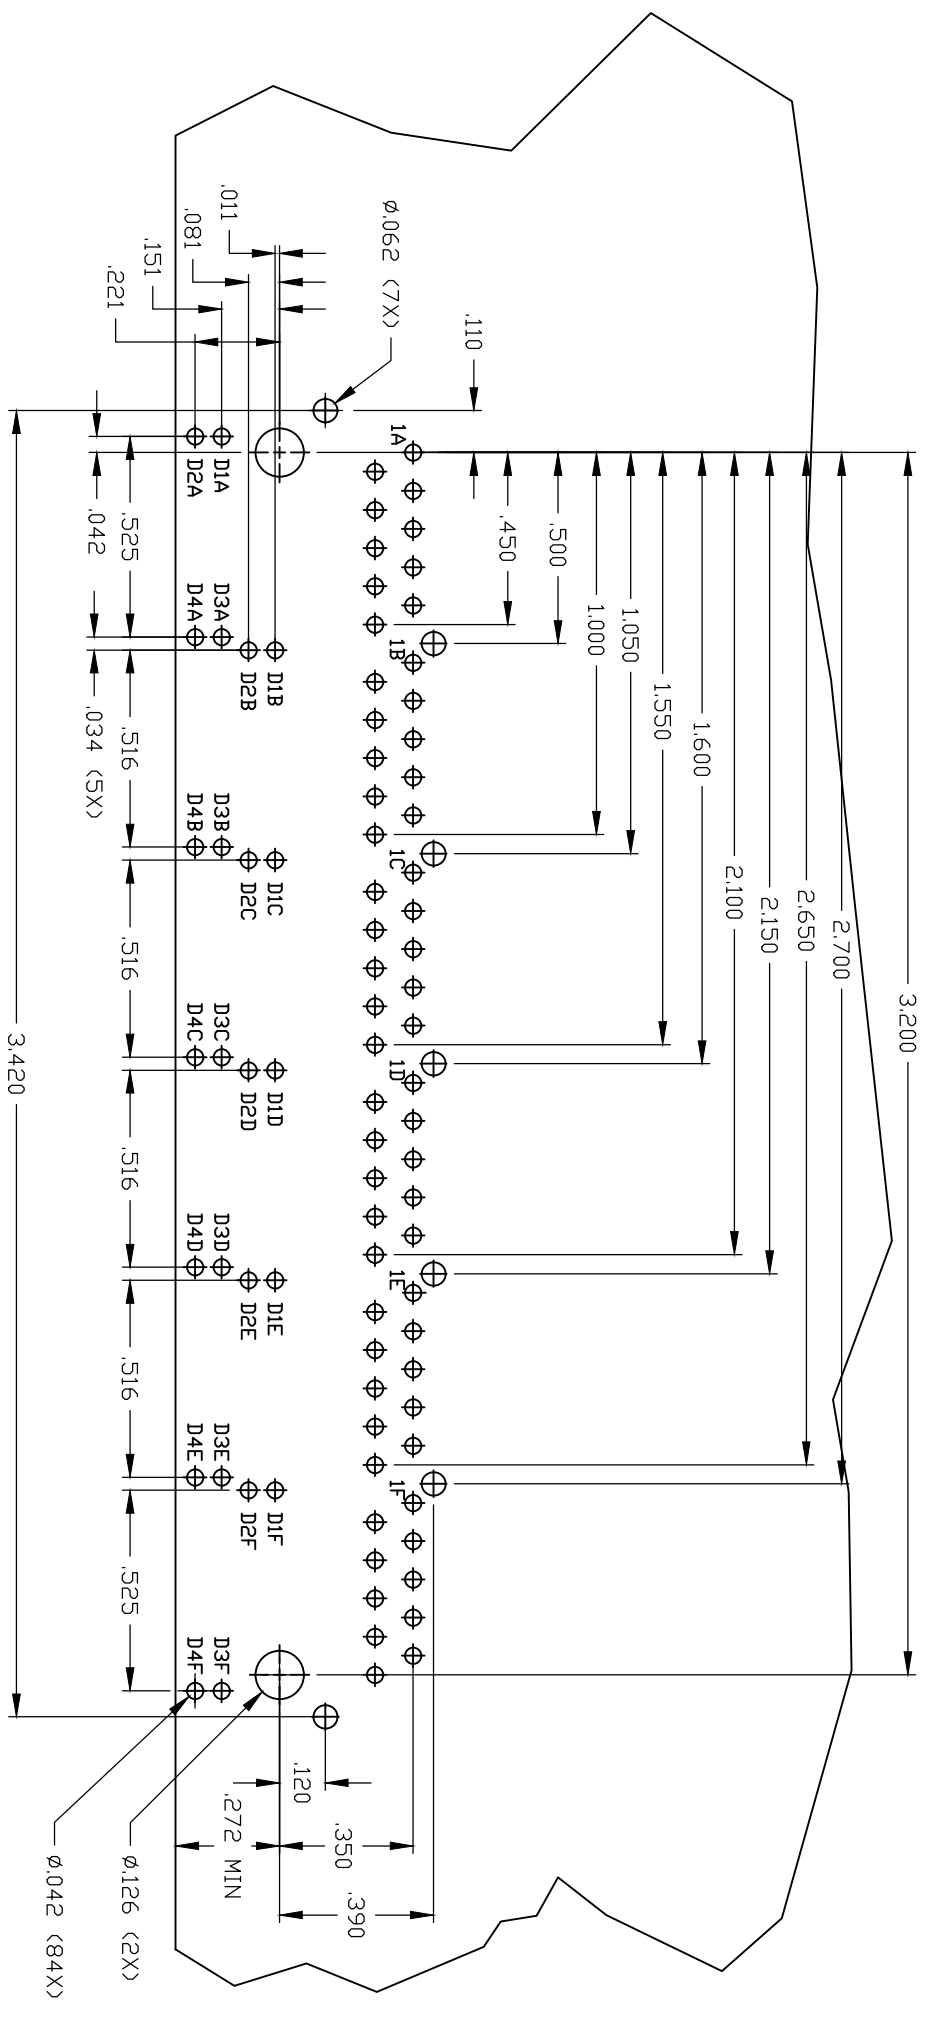 3.200
2.700
2.650
2.150
2.100
1.600
1.550
1.050
1.000
.500
.450
.110
Ø.062 (7X)
.011
.081
.151
.221
1A
1B
1C
1D
1E
1F
D1A
D2A
D3A
D4A
D1B
D2B
D3B
D4B
D1C
D2C
D3C
D4C
D1D
D2D
D3D
D4D
D1E
D2E
D3E
D4E
D1F
D2F
D3F
D4F
.525
.516
.516
.516
.516
.525
.042
.034 (5X)
3.420
.120
.272 MIN
.350
.390
Ø.126 (2X)
Ø.042 (84X)